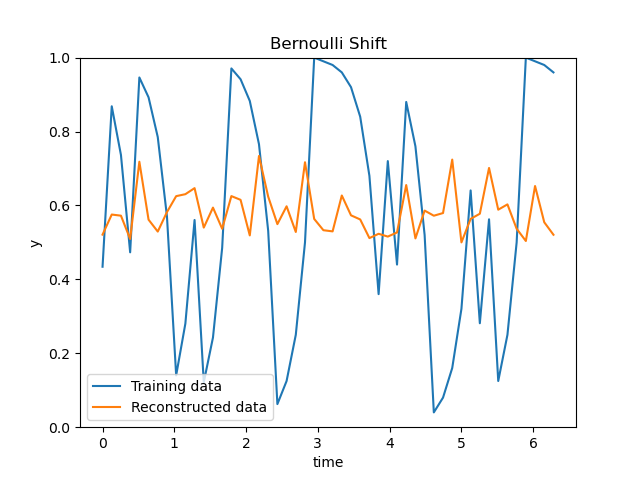 Bernoulli Shift
1.0
0.8
0.6
0.4
0.2
0.0
y
Training data
Reconstructed data
0 1 2 3 4 5 6
time